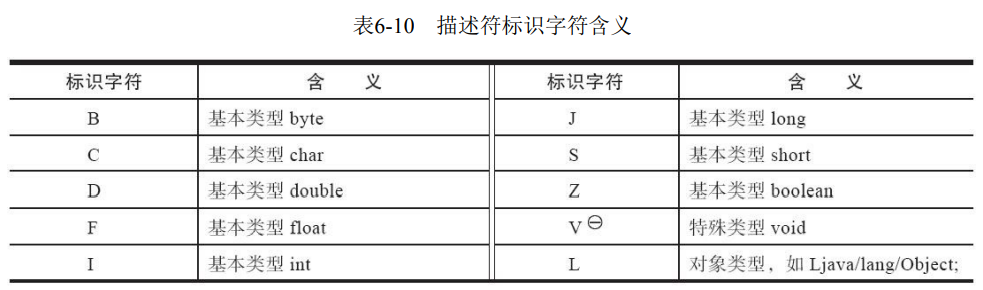 表6-10 描述符标识字符含义
标识字符 含 义 标识字符 含 义
B 基本类型 byte J 基本类型 long
C 基本类型 char S 基本类型 short
D 基本类型 double Z 基本类型 boolean
F 基本类型 float V㊀ 特殊类型 void
I 基本类型 int L 对象类型，如 Ljava/lang/Object;